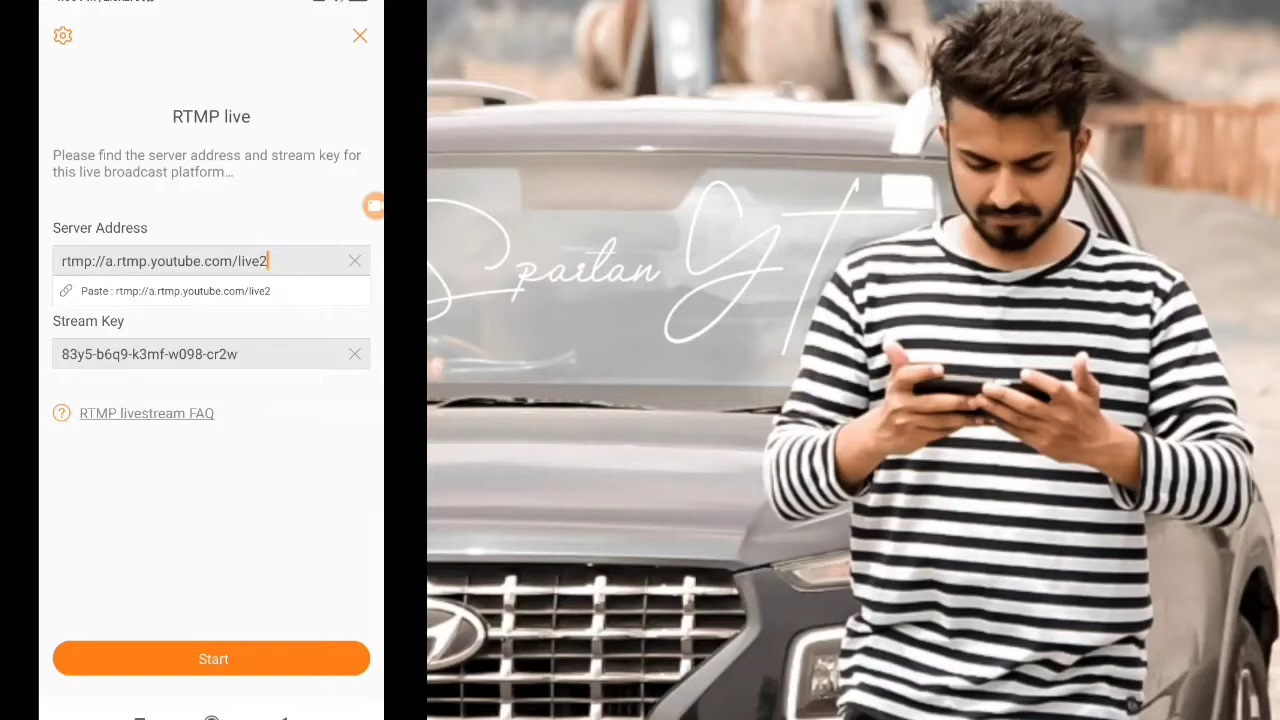 RTMP live
Please find the server address and stream key for
this live broadcast platform...
Server Address
rtmp://a.rtmp.youtube.com/live2
Paste : rtmp://a.rtmp.youtube.com/live2
Stream Key
83y5-b6q9-k3mf-w098-cr2w
RTMP livestream FAQ
Start
Spartan GT